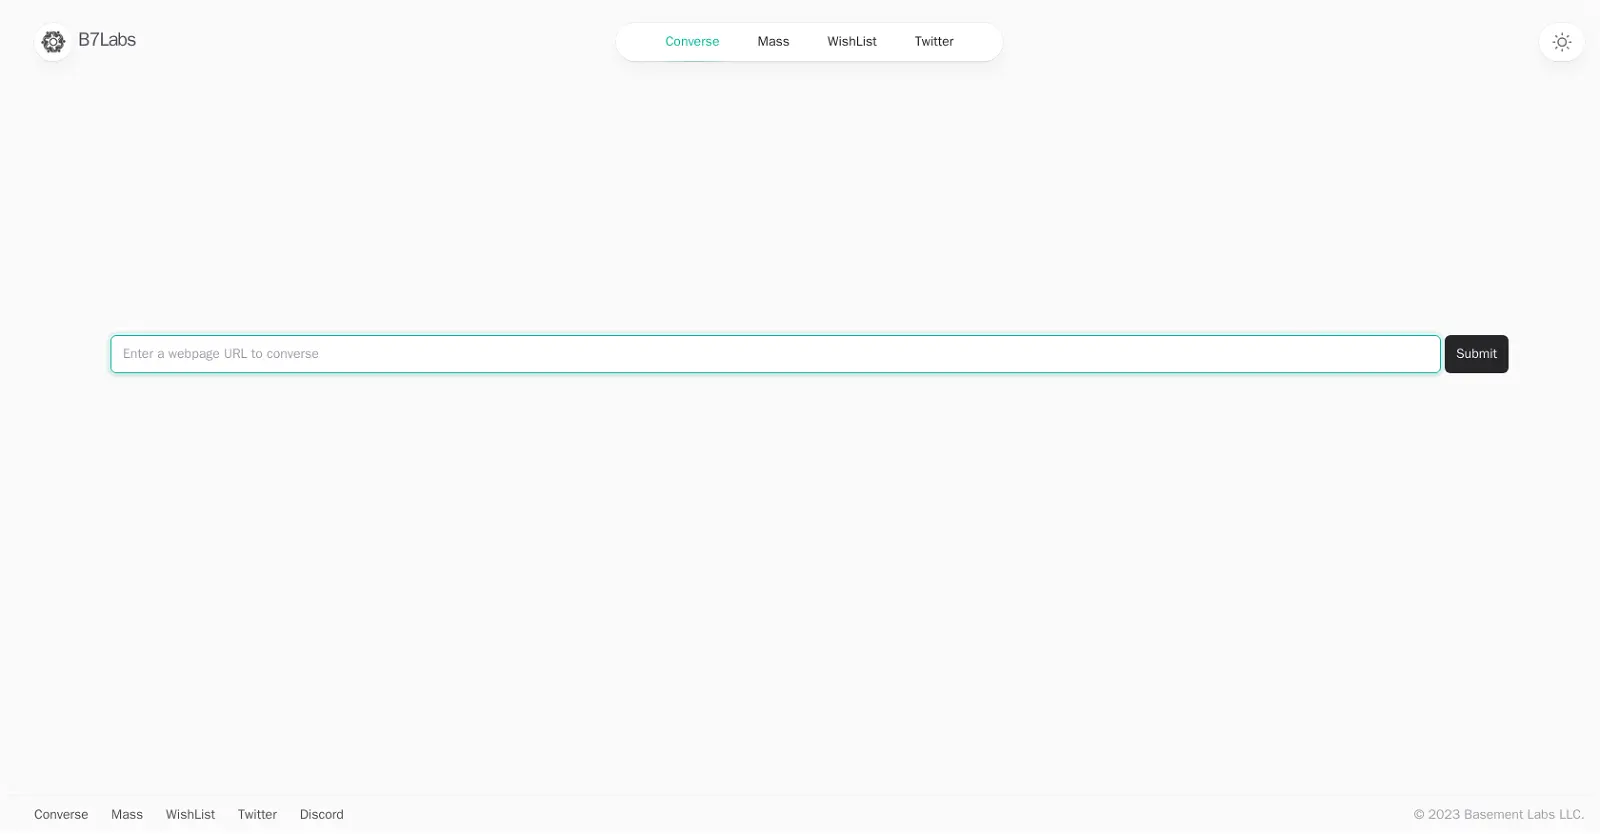 B7Labs
Converse Mass WishList Twitter
Enter a webpage URL to converse
Submit
Converse Mass WishList Twitter Discord
© 2023 Basement Labs LLC.